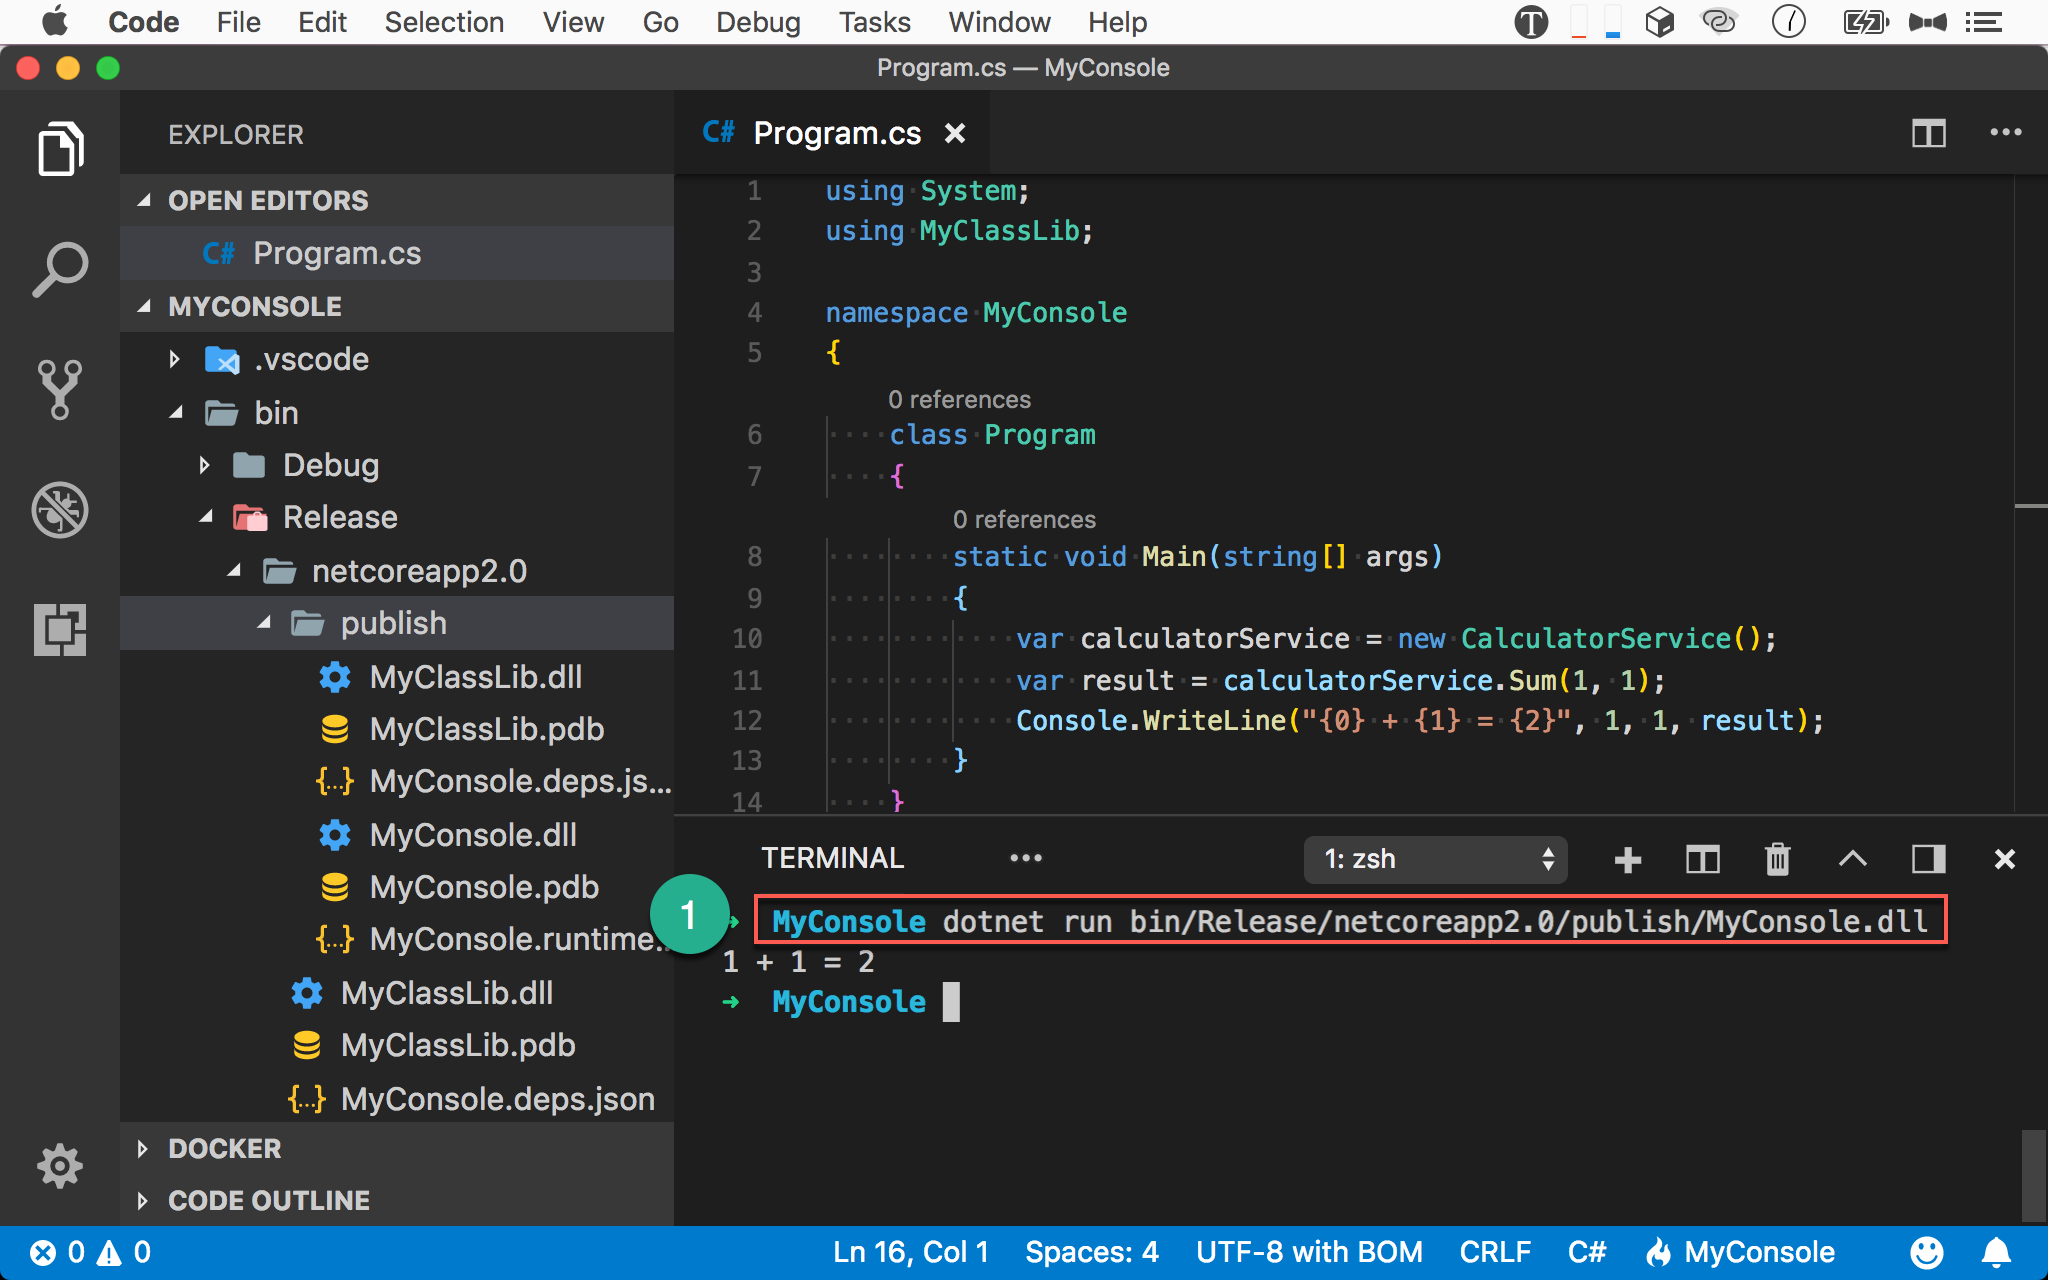 Code File Edit Selection View Go Debug Tasks Window Help
Program.cs — MyConsole
EXPLORER
OPEN EDITORS
C# Program.cs
MYCONSOLE
.vscode
bin
Debug
Release
netcoreapp2.0
publish
MyClassLib.dll
MyClassLib.pdb
{..} MyConsole.deps.js...
MyConsole.dll
MyConsole.pdb
{..} MyConsole.runtime..
MyClassLib.dll
MyClassLib.pdb
{..} MyConsole.deps.json
DOCKER
CODE OUTLINE
C# Program.cs
1 using System;
2 using MyClassLib;
3
4 namespace MyConsole
5 {
0 references
6 class Program
7 {
0 references
8 static void Main(string[] args)
9 {
10 var calculatorService = new CalculatorService();
11 var result = calculatorService.Sum(1, 1);
12 Console.WriteLine("{0} + {1} = {2}", 1, 1, result);
13 }
14 }
TERMINAL
1: zsh
1
➜ MyConsole dotnet run bin/Release/netcoreapp2.0/publish/MyConsole.dll
1 + 1 = 2
➜ MyConsole
0 0 Ln 16, Col 1 Spaces: 4 UTF-8 with BOM CRLF C# MyConsole